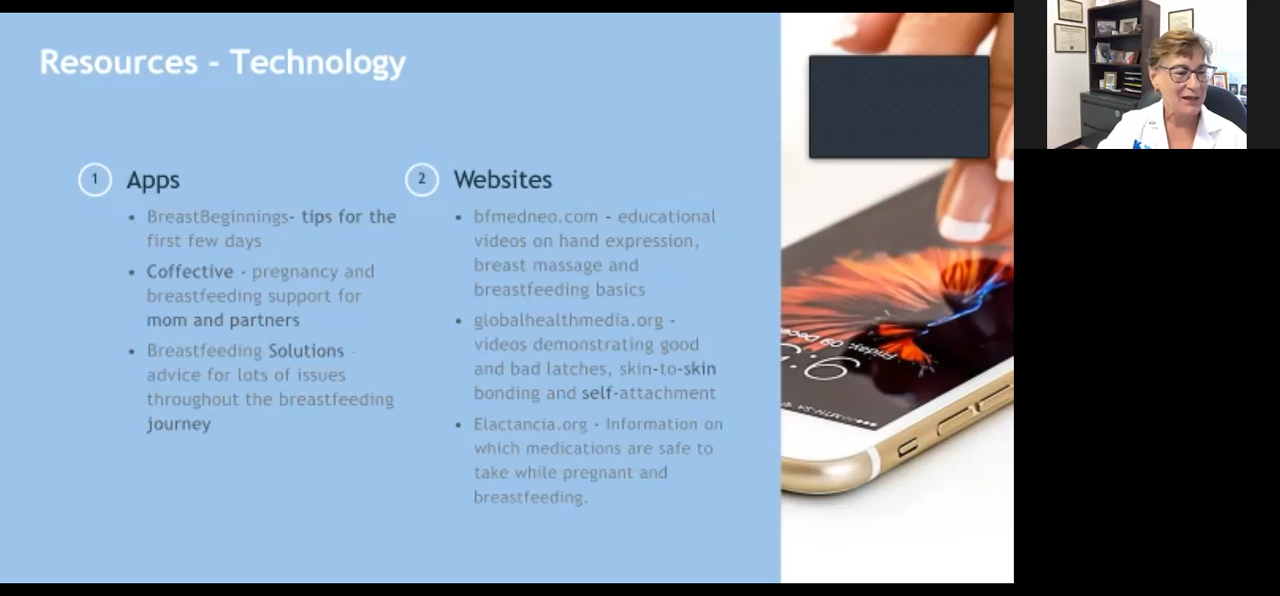 Resources - Technology
1 Apps
• BreastBeginnings- tips for the
first few days
• Coffective - pregnancy and
breastfeeding support for
mom and partners
• Breastfeeding Solutions -
advice for lots of issues
throughout the breastfeeding
journey
2 Websites
• bfmedneo.com - educational
videos on hand expression,
breast massage and
breastfeeding basics
• globalhealthmedia.org -
videos demonstrating good
and bad latches, skin-to-skin
bonding and self-attachment
• Elactancia.org - Information on
which medications are safe to
take while pregnant and
breastfeeding.
MTN-SA